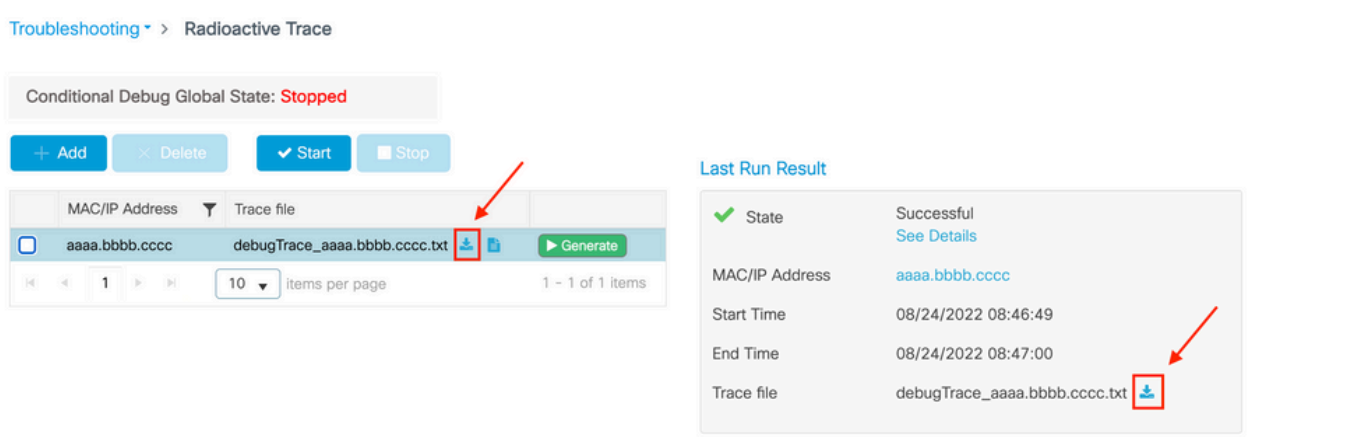 Troubleshooting > Radioactive Trace
Conditional Debug Global State: Stopped
+ Add × Delete ✔ Start Stop
MAC/IP Address Trace file
aaaa.bbbb.cccc debugTrace_aaaa.bbbb.cccc.txt Generate
1 10 items per page 1 - 1 of 1 items
Last Run Result
State Successful
See Details
MAC/IP Address aaaa.bbbb.cccc
Start Time 08/24/2022 08:46:49
End Time 08/24/2022 08:47:00
Trace file debugTrace_aaaa.bbbb.cccc.txt